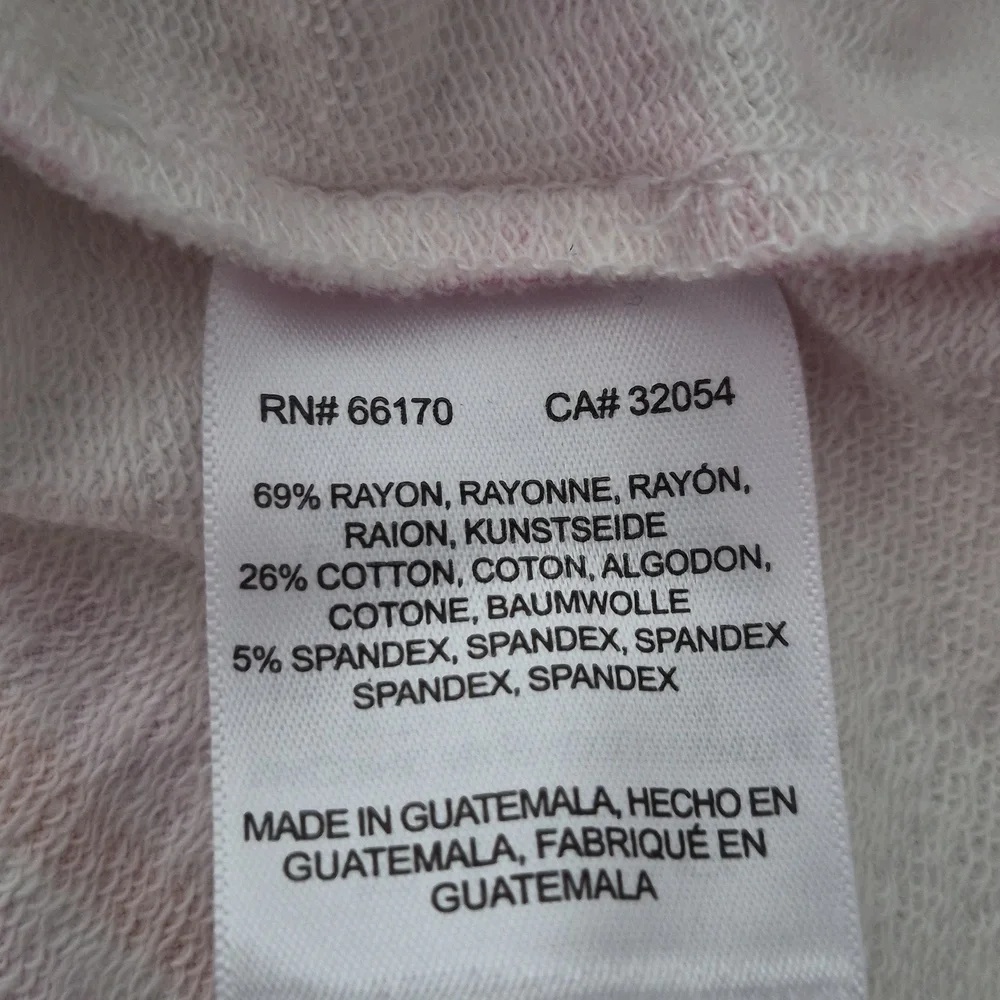 RN# 66170 CA# 32054
69% RAYON, RAYONNE, RAYÓN,
RAION, KUNSTSEIDE
26% COTTON, COTON, ALGODON,
COTONE, BAUMWOLLE
5% SPANDEX, SPANDEX, SPANDEX
SPANDEX, SPANDEX
MADE IN GUATEMALA, HECHO EN
GUATEMALA, FABRIQUÉ EN
GUATEMALA